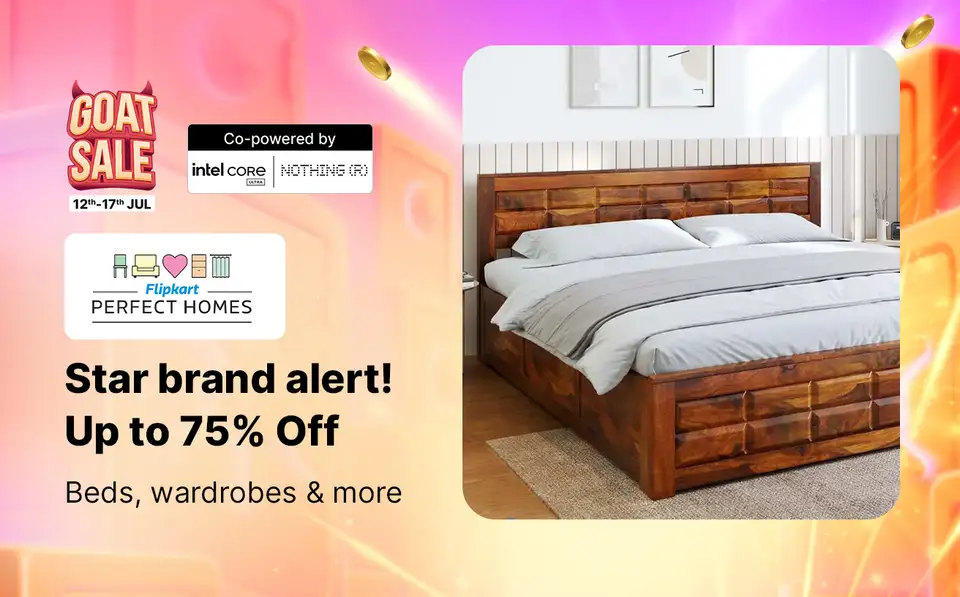 GOAT
SALE
12th-17th JUL
Co-powered by
intel CORE
ULTRA
NOTHING (R)
Flipkart
PERFECT HOMES
Star brand alert!
Up to 75% Off
Beds, wardrobes & more